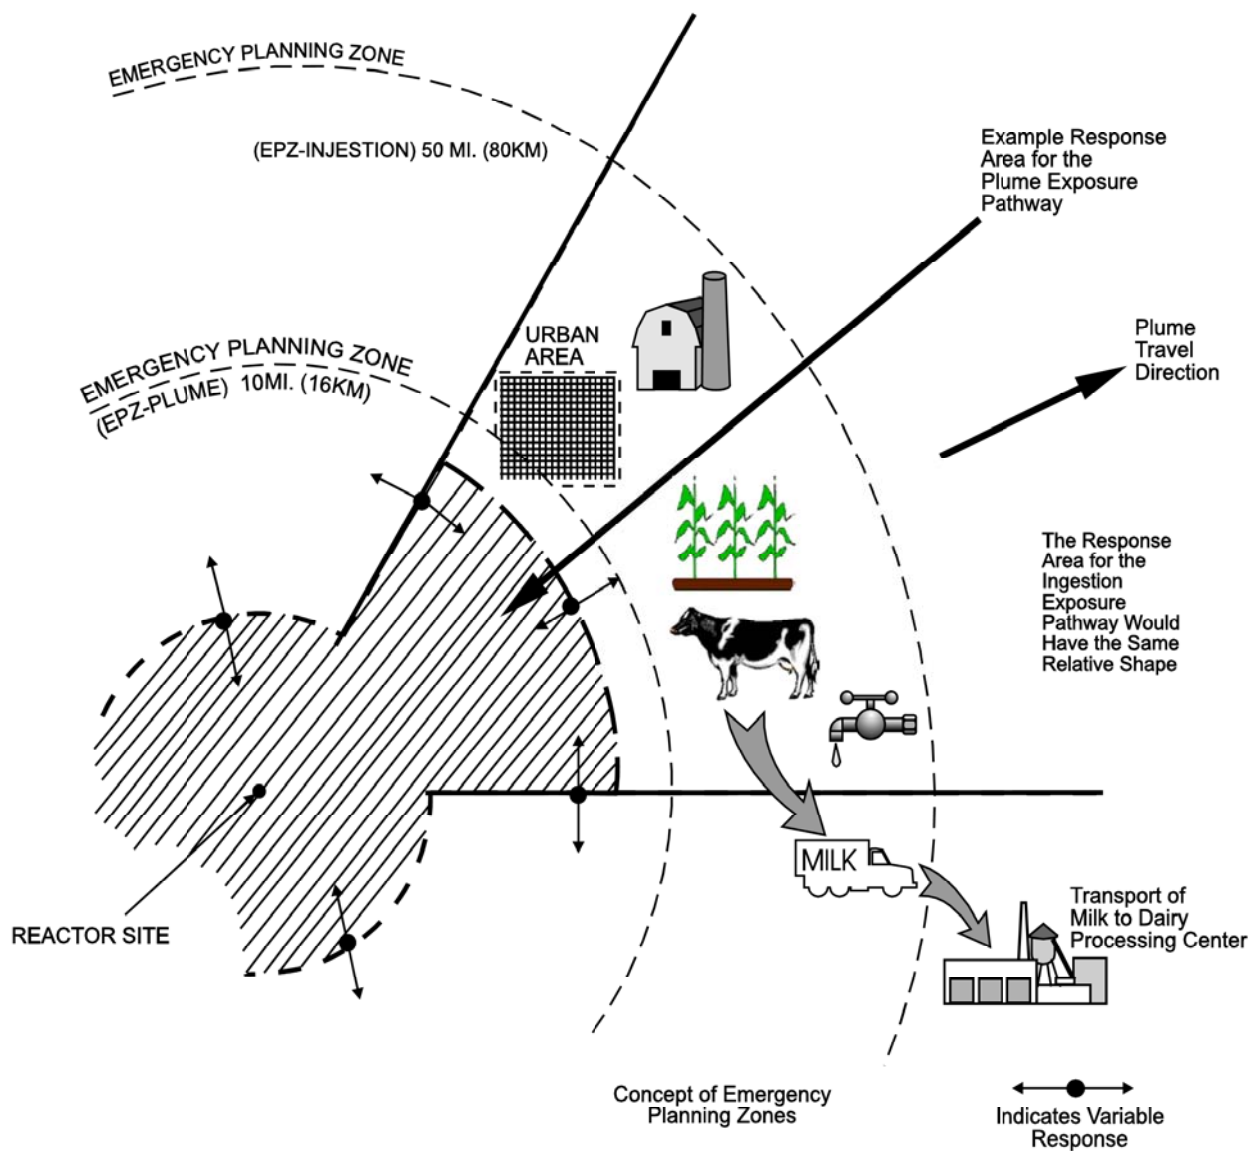 EMERGENCY PLANNING ZONE
(EPZ-INJESTION) 50 MI. (80KM)
Example Response
Area for the
Plume Exposure
Pathway
URBAN
AREA
EMERGENCY PLANNING ZONE
(EPZ-PLUME) 10MI. (16KM)
Plume
Travel
Direction
The Response
Area for the
Ingestion
Exposure
Pathway Would
Have the Same
Relative Shape
MILK
REACTOR SITE
Transport of
Milk to Dairy
Processing Center
Concept of Emergency
Planning Zones
Indicates Variable
Response